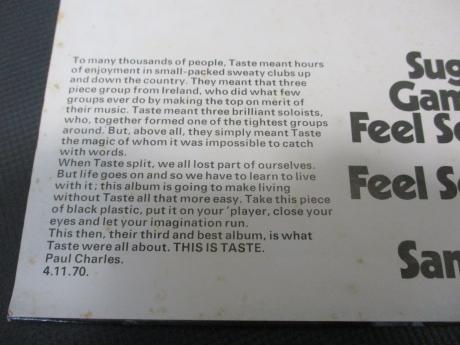 To many thousands of people, Taste meant hours
of enjoyment in small-packed sweaty clubs up
and down the country. They meant that three
piece group from Ireland, who did what few
groups ever do by making the top on merit of
their music. Taste meant three brilliant soloists,
who, together formed one of the tightest groups
around. But, above all, they simply meant Taste
the magic of whom it was impossible to catch
with words.
When Taste split, we all lost part of ourselves.
But life goes on and so we have to learn to live
with it; this album is going to make living
without Taste all that more easy. Take this piece
of black plastic, put it on your 'player, close your
eyes and let your imagination run.
This then, their third and best album, is what
Taste were all about. THIS IS TASTE.
Paul Charles.
4.11.70.
Sug
Gam
Feel So
Feel So
Sam